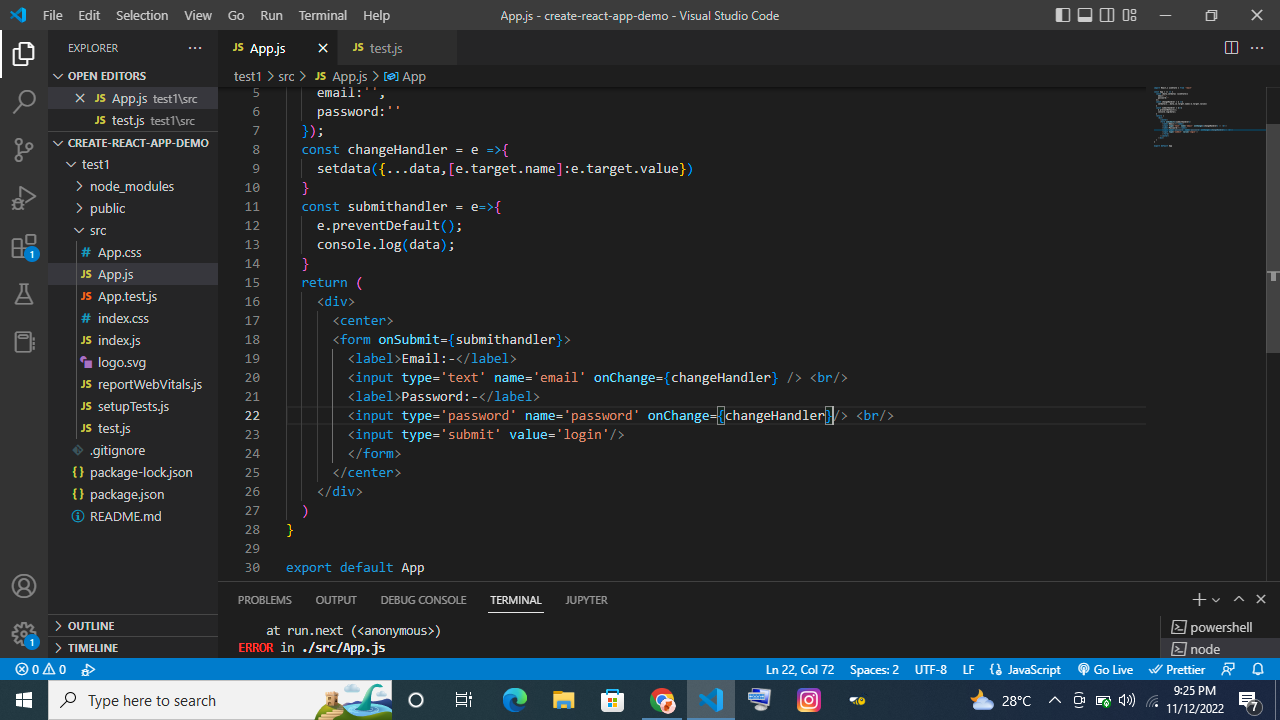 File Edit Selection View Go Run Terminal Help
App.js - create-react-app-demo - Visual Studio Code
EXPLORER
OPEN EDITORS
App.js test1\src
test.js test1\src
CREATE-REACT-APP-DEMO
test1
node_modules
public
src
App.css
App.js
App.test.js
index.css
index.js
logo.svg
reportWebVitals.js
setupTests.js
test.js
.gitignore
package-lock.json
package.json
README.md
OUTLINE
TIMELINE
JS App.js JS test.js
test1 > src > JS App.js > App
5 email:'',
6 password:''
7 });
8 const changeHandler = e =>{
9 setdata({...data,[e.target.name]:e.target.value})
10 }
11 const submithandler = e=>{
12 e.preventDefault();
13 console.log(data);
14 }
15 return (
16 <div>
17 <center>
18 <form onSubmit={submithandler}>
19 <label>Email:-</label>
20 <input type='text' name='email' onChange={changeHandler} /> <br/>
21 <label>Password:-</label>
22 <input type='password' name='password' onChange={changeHandler}/> <br/>
23 <input type='submit' value='login'/>
24 </form>
25 </center>
26 </div>
27 )
28 }
29
30 export default App
PROBLEMS OUTPUT DEBUG CONSOLE TERMINAL JUPYTER
at run.next (<anonymous>)
ERROR in ./src/App.js
powershell
node
0 0
Ln 22, Col 72 Spaces: 2 UTF-8 LF {} JavaScript Go Live Prettier
Type here to search
28°C
9:25 PM
11/12/2022
7